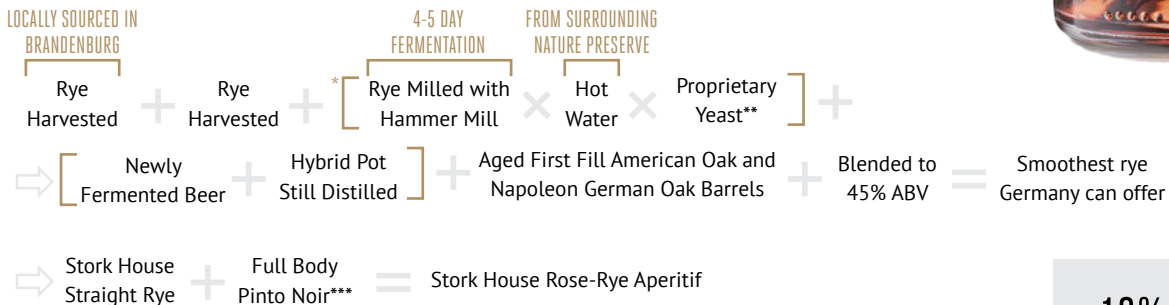 LOCALLY SOURCED IN
BRANDENBURG
4-5 DAY
FERMENTATION
FROM SURROUNDING
NATURE PRESERVE
Rye
Harvested
+
Rye
Harvested
+
*[
Rye Milled with
Hammer Mill
×
Hot
Water
×
Proprietary
Yeast**
]
+
[
Newly
Fermented Beer
+
Hybrid Pot
Still Distilled
]
+
Aged First Fill American Oak and
Napoleon German Oak Barrels
+
Blended to
45% ABV
=
Smoothest rye
Germany can offer
Stork House
Straight Rye
+
Full Body
Pinto Noir***
=
Stork House Rose-Rye Aperitif